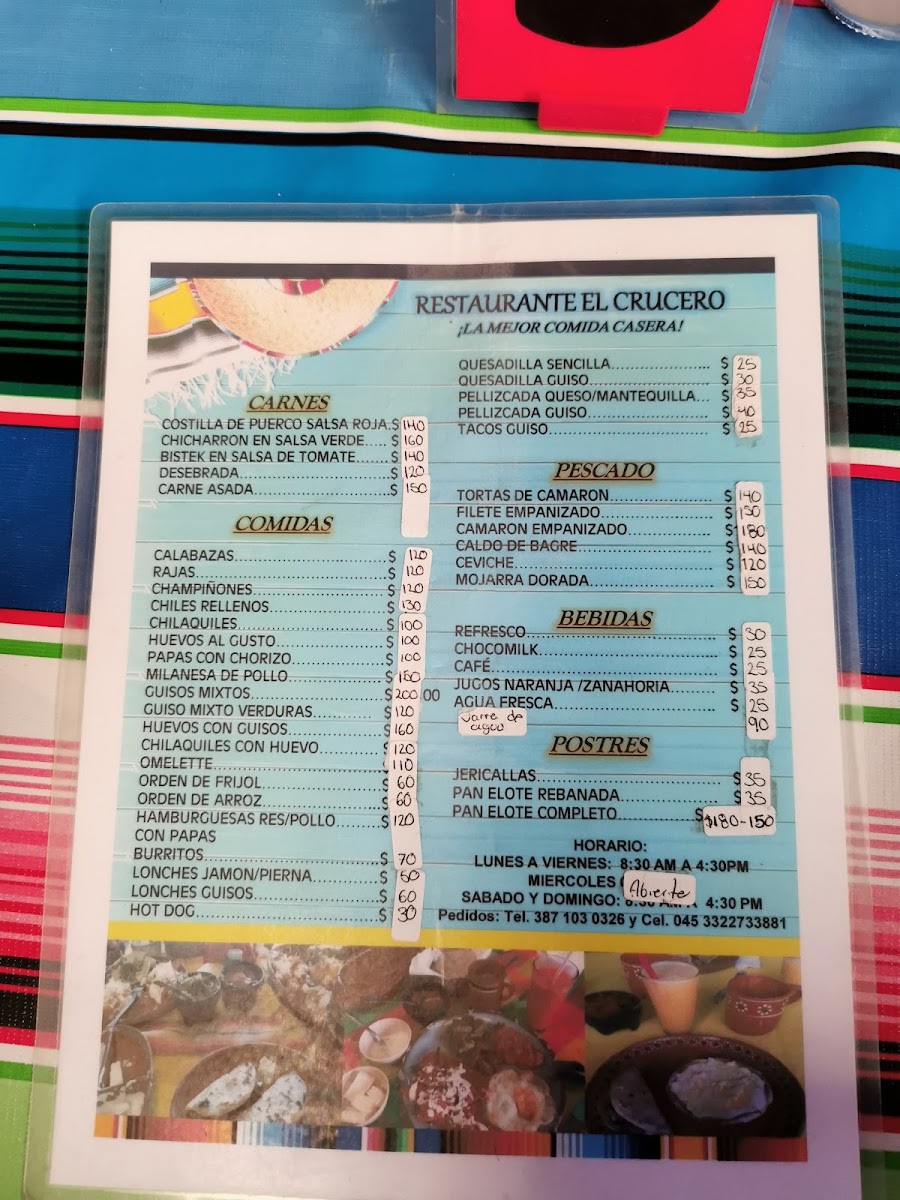 RESTAURANTE EL CRUCERO
¡LA MEJOR COMIDA CASERA!
CARNES
COSTILLA DE PUERCO SALSA ROJA.$ 140
CHICHARRON EN SALSA VERDE..... $ 160
BISTEK EN SALSA DE TOMATE.......$ 140
DESEBRADA................................$ 120
CARNE ASADA..............................$ 150
COMIDAS
CALABAZAS.................................$ 120
RAJAS.........................................$ 120
CHAMPIÑONES.............................$ 120
CHILES RELLENOS.........................$ 130
CHILAQUILES................................$ 100
HUEVOS AL GUSTO.......................$ 100
PAPAS CON CHORIZO....................$ 100
MILANESA DE POLLO....................$ 150
GUISOS MIXTOS...........................$ 200.00
GUISO MIXTO VERDURAS..............$ 120
HUEVOS CON GUISOS...................$ 160
CHILAQUILES CON HUEVO.............$ 120
OMELETTE...................................$ 110
ORDEN DE FRIJOL.........................$ 60
ORDEN DE ARROZ........................$ 60
HAMBURGUESAS RES/POLLO.........$ 120
CON PAPAS
BURRITOS....................................$ 70
LONCHES JAMON/PIERNA..............$ 50
LONCHES GUISOS.........................$ 60
HOT DOG.....................................$ 30
QUESADILLA SENCILLA...................... $ 25
QUESADILLA GUISO......................... $ 30
PELLIZCADA QUESO/MANTEQUILLA... $ 35
PELLIZCADA GUISO......................... $ 40
TACOS GUISO................................ $ 25
PESCADO
TORTAS DE CAMARON..................... $ 140
FILETE EMPANIZADO....................... $ 130
CAMARON EMPANIZADO.................. $ 180
CALDO DE BAGRE........................... $ 140
CEVICHE....................................... $ 120
MOJARRA DORADA......................... $ 150
BEBIDAS
REFRESCO..................................... $ 30
CHOCOMILK................................... $ 25
CAFÉ............................................ $ 25
JUGOS NARANJA /ZANAHORIA......... $ 35
AGUA FRESCA................................ $ 25
Jarra de agua 90
POSTRES
JERICALLAS.................................... $ 35
PAN ELOTE REBANADA..................... $ 35
PAN ELOTE COMPLETO................$ $180-150
HORARIO:
LUNES A VIERNES: 8:30 AM A 4:30PM
MIERCOLES Abierto
SABADO Y DOMINGO: 8:30 AM A 4:30 PM
Pedidos: Tel. 387 103 0326 y Cel. 045 3322733881